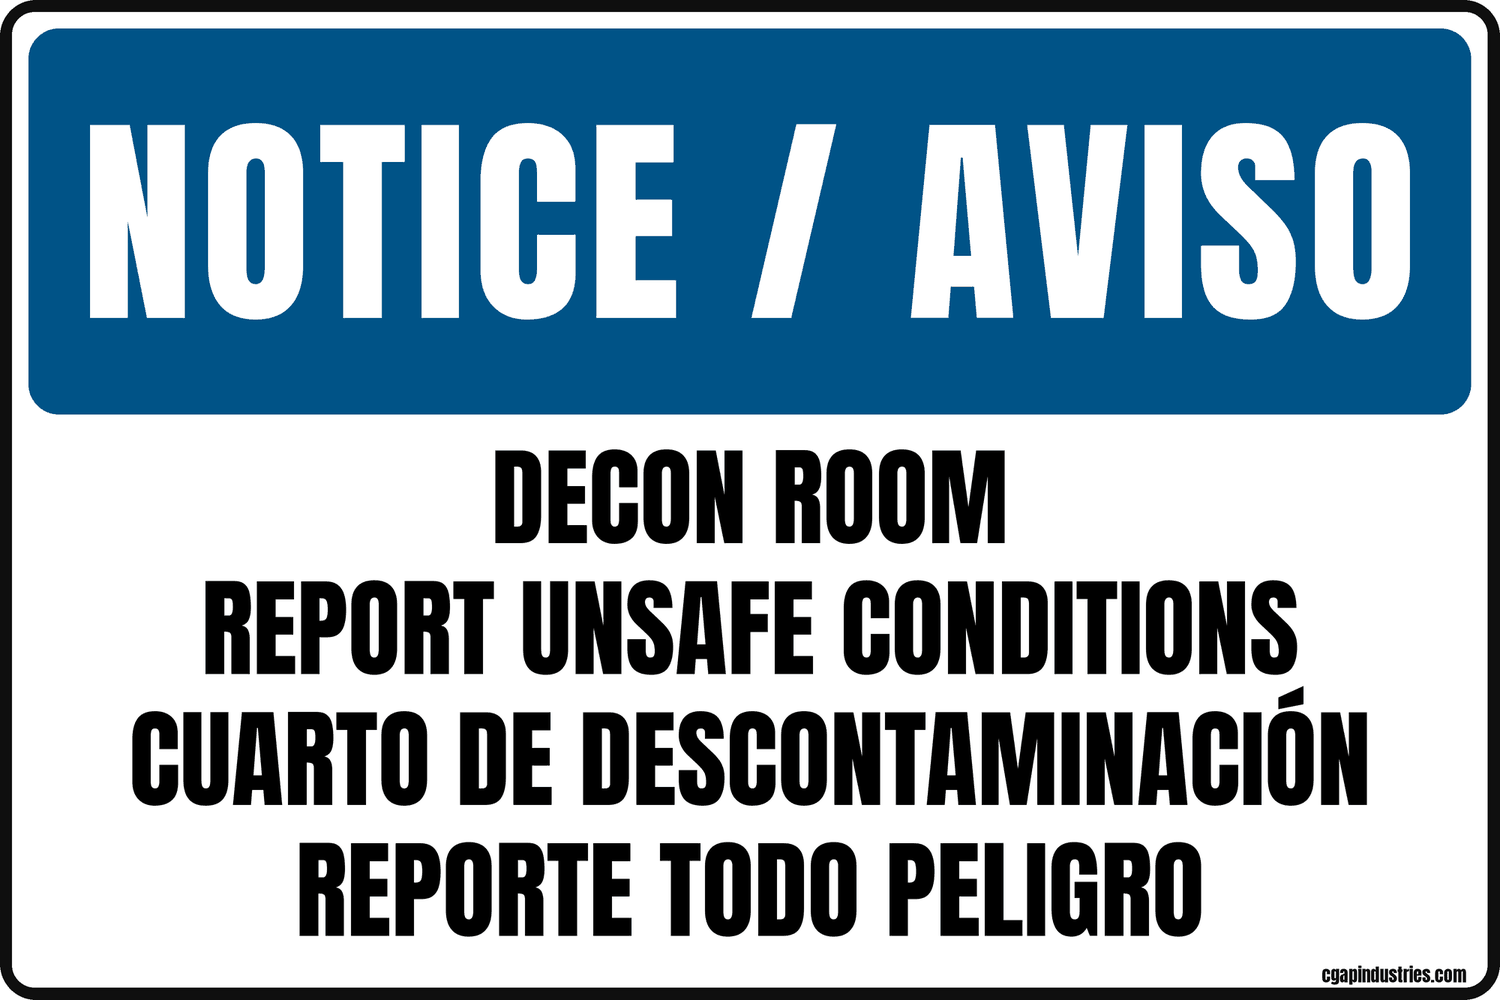 NOTICE / AVISO
DECON ROOM
REPORT UNSAFE CONDITIONS
CUARTO DE DESCONTAMINACIÓN
REPORTE TODO PELIGRO
cgapindustries.com